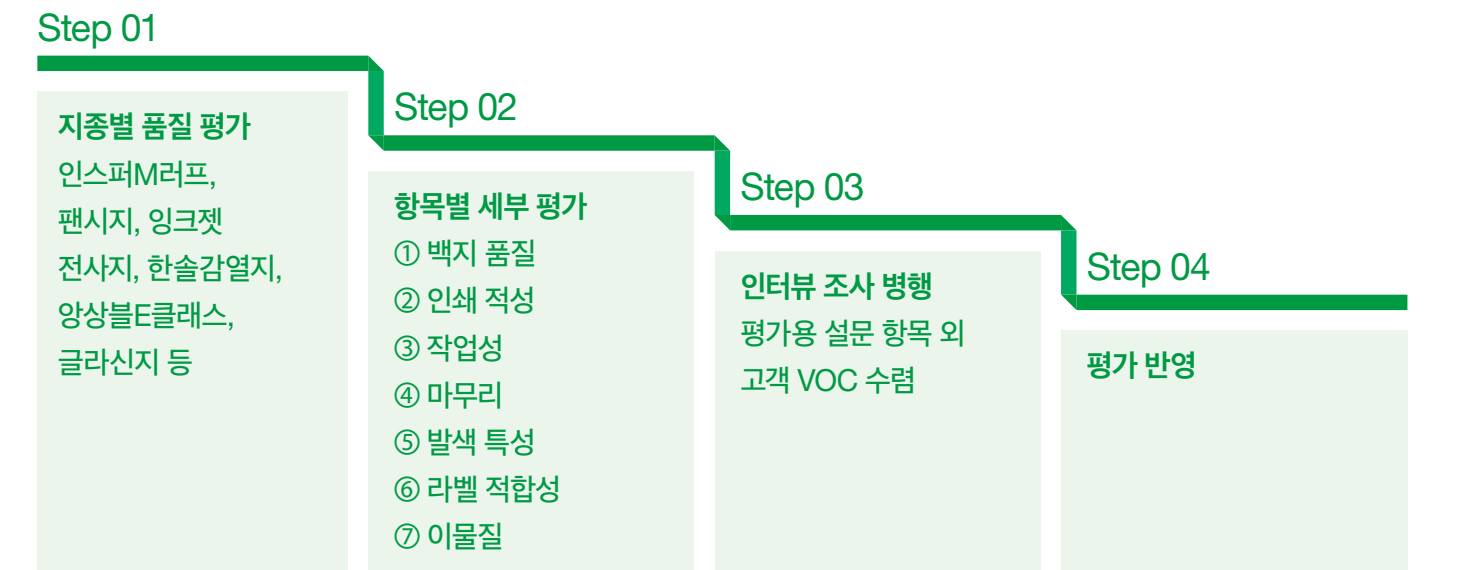 Step 01
지종별 품질 평가
인스퍼M러프,
팬시지, 잉크젯
전사지, 한솔감열지,
앙상블E클래스,
글라신지 등
Step 02
항목별 세부 평가
① 백지 품질
② 인쇄 적성
③ 작업성
④ 마무리
⑤ 발색 특성
⑥ 라벨 적합성
⑦ 이물질
Step 03
인터뷰 조사 병행
평가용 설문 항목 외
고객 VOC 수렴
Step 04
평가 반영